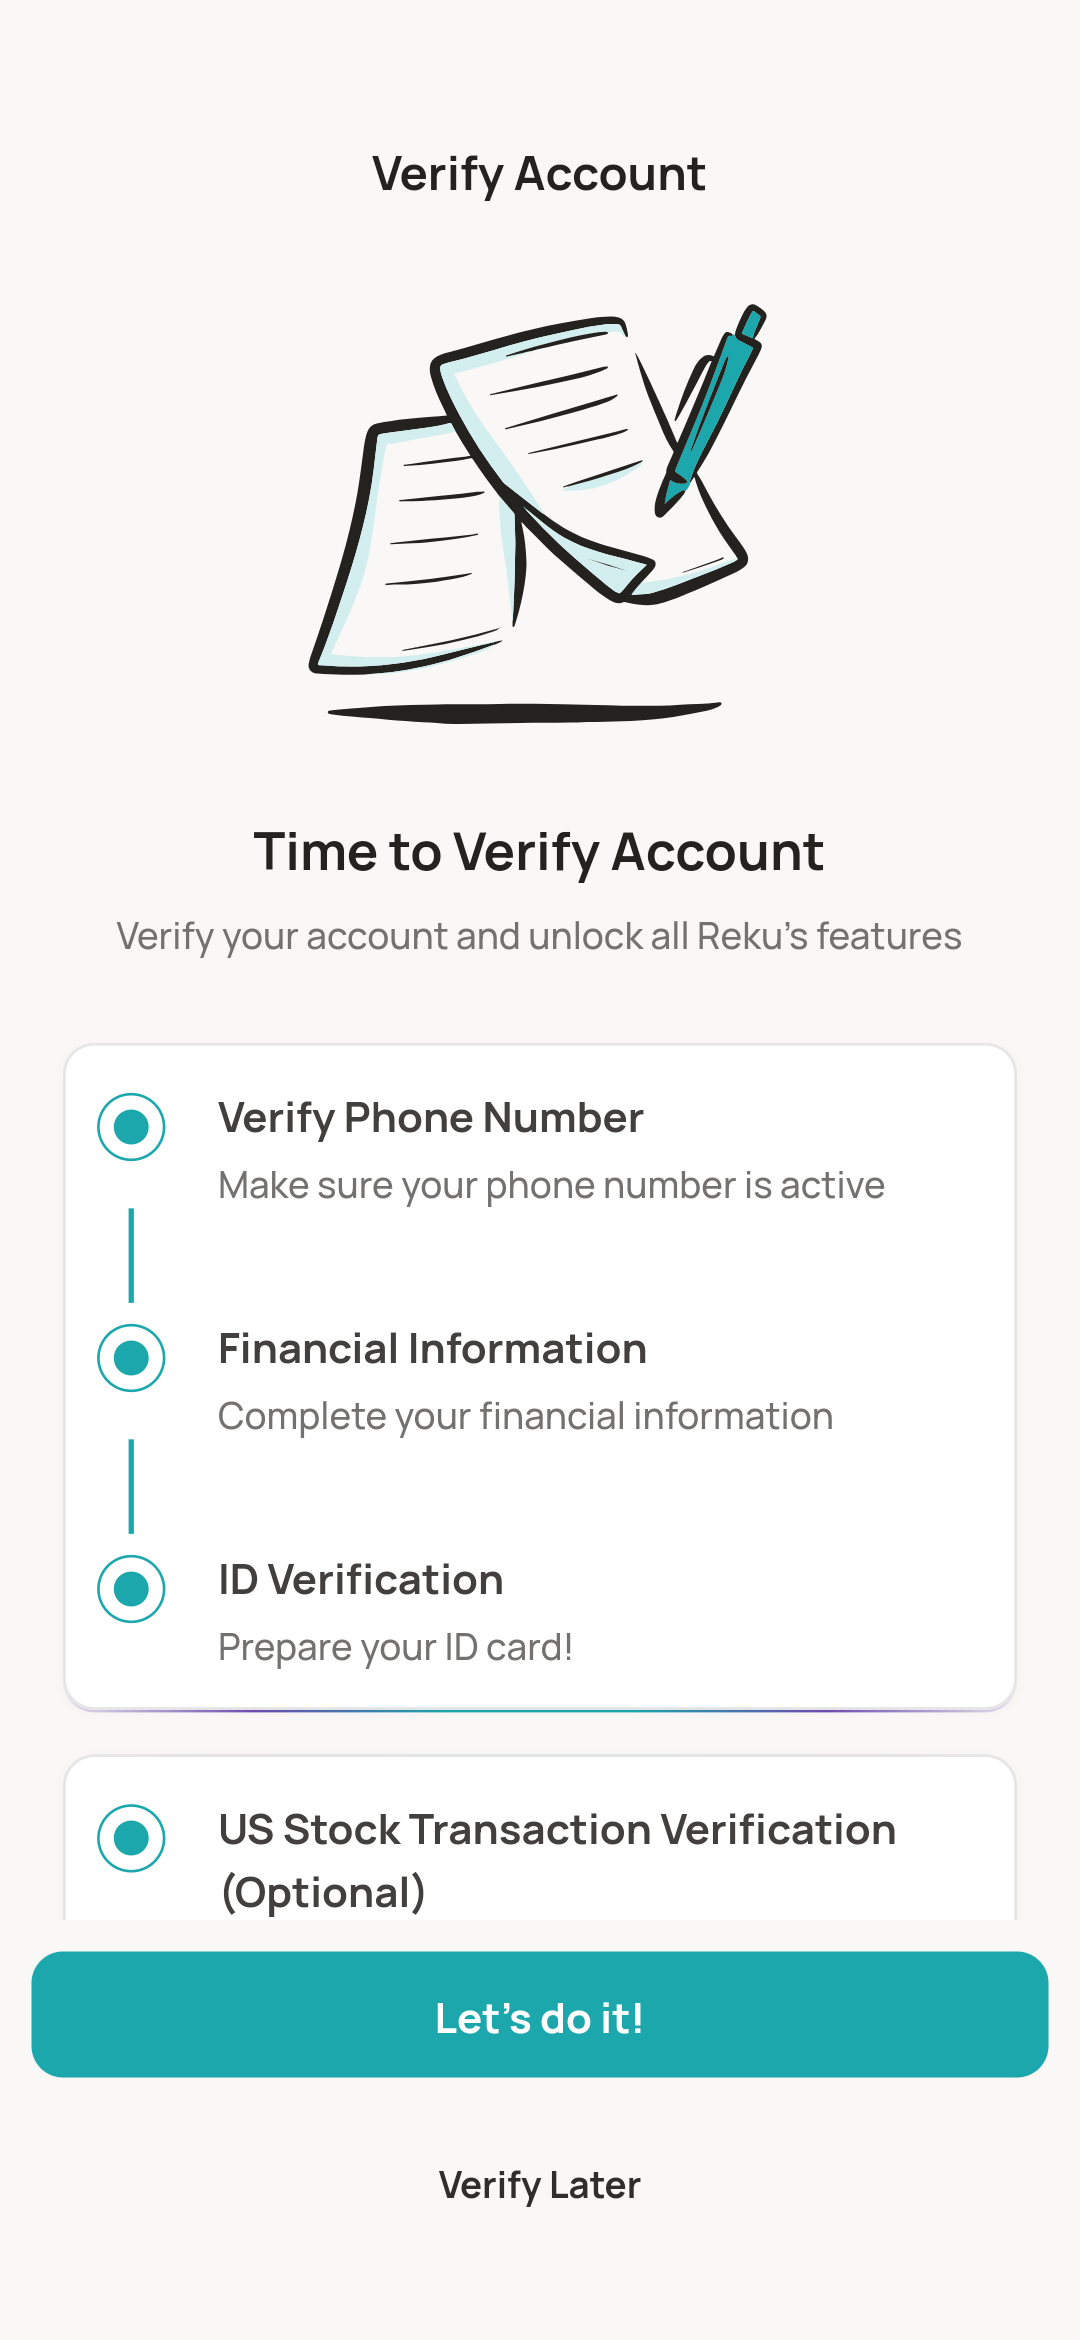 Verify Account
Time to Verify Account
Verify your account and unlock all Reku’s features
Verify Phone Number
Make sure your phone number is active
Financial Information
Complete your financial information
ID Verification
Prepare your ID card!
US Stock Transaction Verification
(Optional)
Let’s do it!
Verify Later